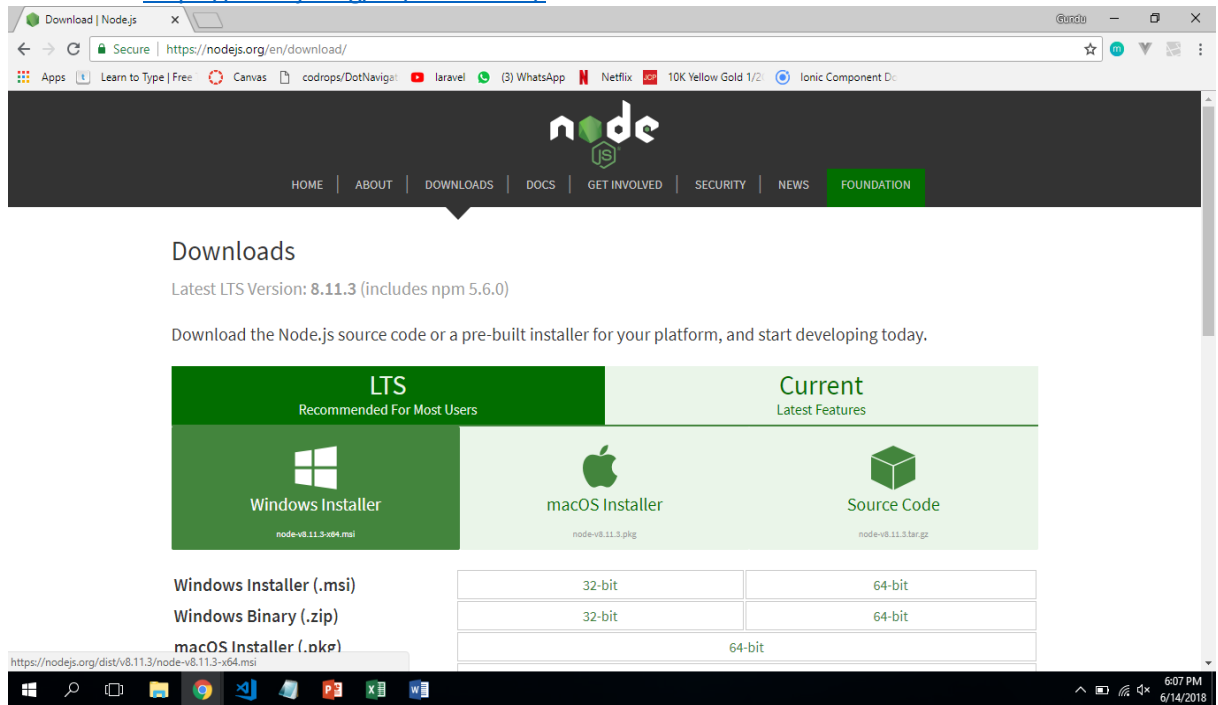 Download | Node.js
Gundu
Secure | https://nodejs.org/en/download/
Apps Learn to Type | Free Canvas codrops/DotNaviga laravel (3) WhatsApp Netflix 10K Yellow Gold 1/2 Ionic Component Do
node
JS
HOME ABOUT DOWNLOADS DOCS GET INVOLVED SECURITY NEWS FOUNDATION
Downloads
Latest LTS Version: 8.11.3 (includes npm 5.6.0)
Download the Node.js source code or a pre-built installer for your platform, and start developing today.
LTS
Recommended For Most Users
Current
Latest Features
Windows Installer
node-v8.11.3-x64.msi
macOS Installer
node-v8.11.3.pkg
Source Code
node-v8.11.3.tar.gz
Windows Installer (.msi) 32-bit 64-bit
Windows Binary (.zip) 32-bit 64-bit
macOS Installer (.pkg) 64-bit
https://nodejs.org/dist/v8.11.3/node-v8.11.3-x64.msi
6:07 PM
6/14/2018